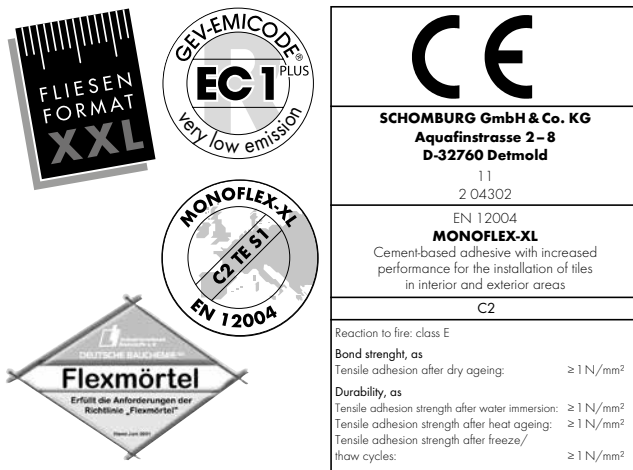 FLIESEN
FORMAT
XXL
GEV-EMICODE®
R
EC 1 PLUS
very low emission
MONOFLEX-XL
C2 TE S1
EN 12004
DEUTSCHE BAUCHEMIE
Flexmörtel
Erfüllt die Anforderungen der
Richtlinie „Flexmörtel"
CE
SCHOMBURG GmbH & Co. KG
Aquafinstrasse 2–8
D-32760 Detmold
11
2 04302
EN 12004
MONOFLEX-XL
Cement-based adhesive with increased
performance for the installation of tiles
in interior and exterior areas
C2
Reaction to fire: class E
Bond strenght, as
Tensile adhesion after dry ageing: ≥ 1 N/mm²
Durability, as
Tensile adhesion strength after water immersion: ≥ 1 N/mm²
Tensile adhesion strength after heat ageing: ≥ 1 N/mm²
Tensile adhesion strength after freeze/
thaw cycles: ≥ 1 N/mm²